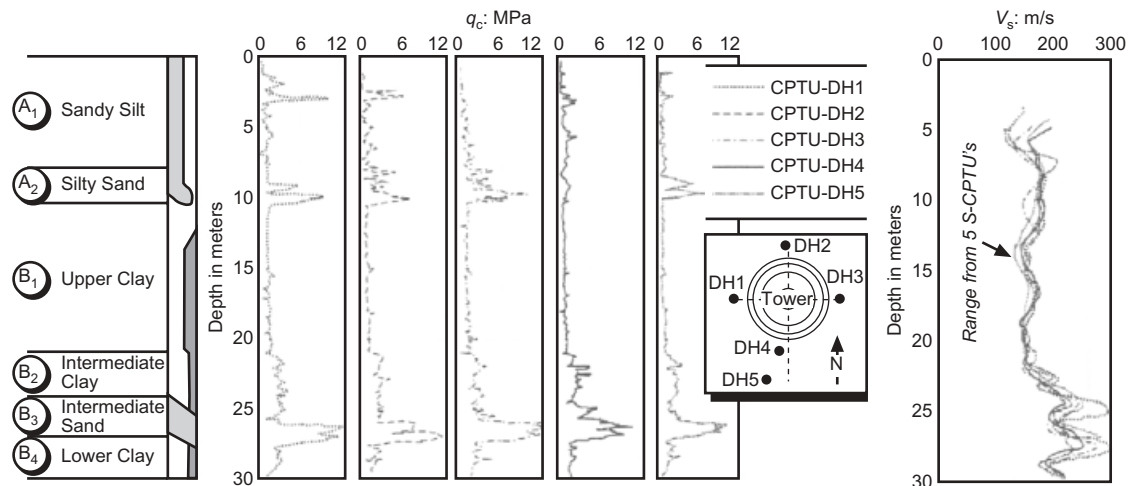 q_c: MPa
0 6 12 6 12 6 12 6 12 6 12
0 0 0 0
0
5
10
15
20
25
30
Depth in meters
A₁ Sandy Silt
A₂ Silty Sand
B₁ Upper Clay
B₂ Intermediate
Clay
B₃ Intermediate
Sand
B₄ Lower Clay
CPTU-DH1
CPTU-DH2
CPTU-DH3
CPTU-DH4
CPTU-DH5
DH2
DH1
DH3
Tower
DH4
N
DH5
V_s: m/s
0 100 200 300
0
5
10
15
20
25
30
Depth in meters
Range from 5 S-CPTU's